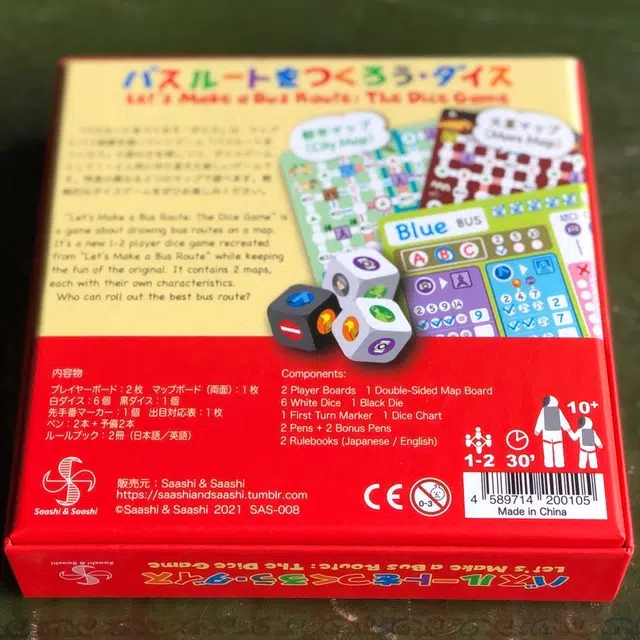 バスルートをつくろう・ダイス
Let's Make a Bus Route: The Dice Game
都市マップ
(City Map)
火星マップ
(Mars Map)
"Let's Make a Bus Route: The Dice Game" is
a game about drawing bus routes on a map.
It's a new 1-2 player dice game recreated
from "Let's Make a Bus Route" while keeping
the fun of the original. It contains 2 maps,
each with their own characteristics.
Who can roll out the best bus route?
Blue BUS
A B C
内容物
プレイヤーボード：2枚 マップボード（両面）：1枚
白ダイス：6個 黒ダイス：1個
先手番マーカー：1個 出目対応表：1枚
ペン：2本＋予備2本
ルールブック：2冊（日本語／英語）
Components:
2 Player Boards 1 Double-Sided Map Board
6 White Dice 1 Black Die
1 First Turn Marker 1 Dice Chart
2 Pens + 2 Bonus Pens
2 Rulebooks (Japanese / English)
10+
1-2 30'
Saashi & Saashi
販売元：Saashi & Saashi
https://saashiandsaashi.tumblr.com
©Saashi & Saashi 2021 SAS-008
CE
0-3
4 589714 200105
Made in China
Saashi & Saashi
バスルートをつくろう・ダイス
Let's Make a Bus Route: The Dice Game